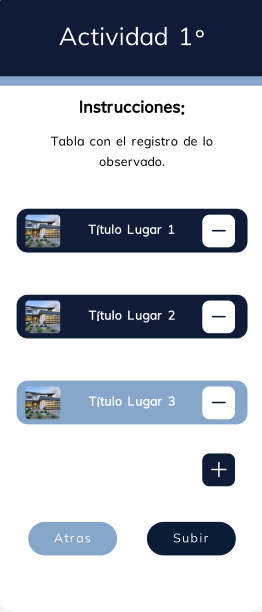 Actividad 1°
Instrucciones:
Tabla con el registro de lo
observado.
Título Lugar 1
Título Lugar 2
Título Lugar 3
Atras
Subir